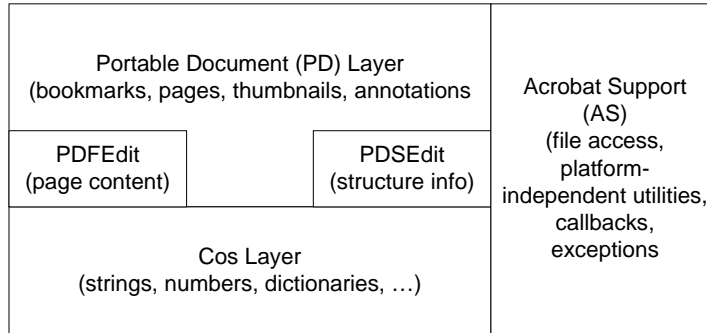 Portable Document (PD) Layer
(bookmarks, pages, thumbnails, annotations
PDFEdit
(page content)
PDSEdit
(structure info)
Cos Layer
(strings, numbers, dictionaries, …)
Acrobat Support
(AS)
(file access,
platform-
independent utilities,
callbacks,
exceptions